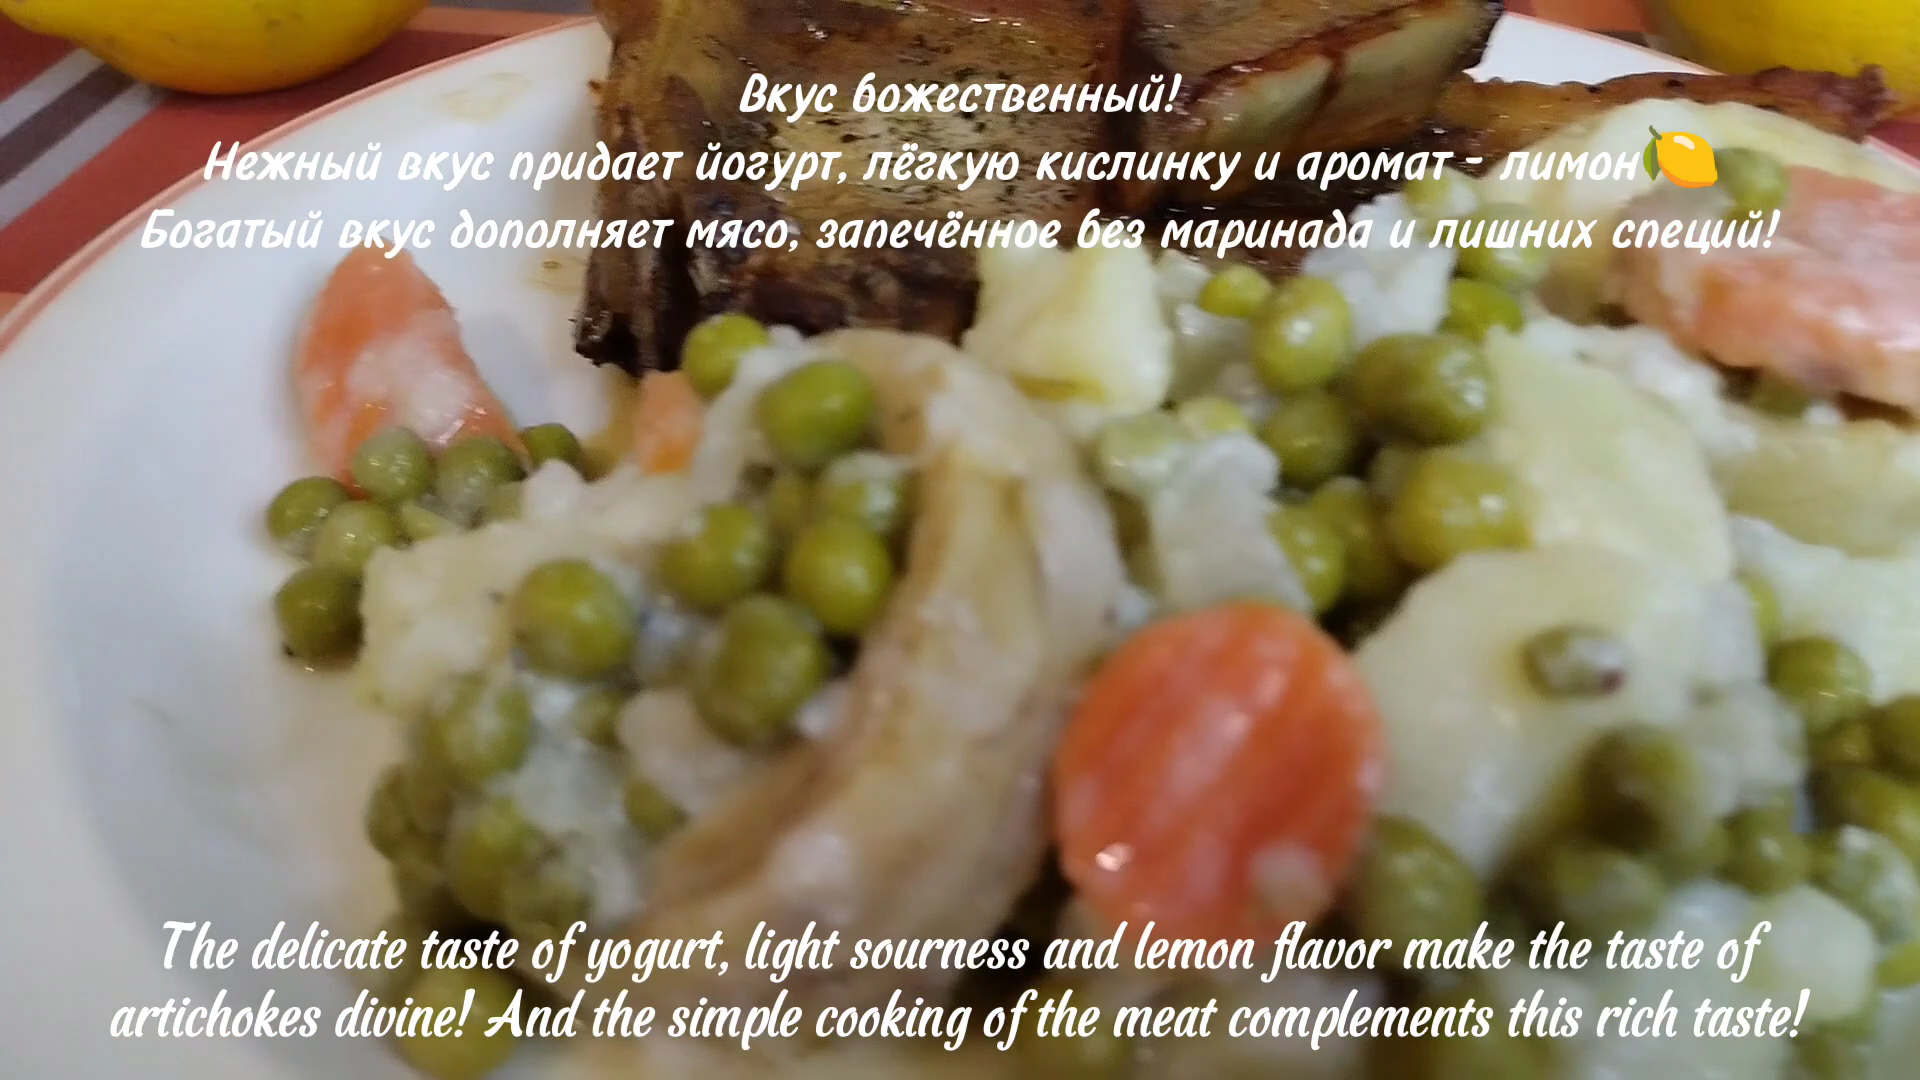 Вкус божественный!
Нежный вкус придает йогурт, лёгкую кислинку и аромат - лимон🍋
Богатый вкус дополняет мясо, запечённое без маринада и лишних специй!
The delicate taste of yogurt, light sourness and lemon flavor make the taste of
artichokes divine! And the simple cooking of the meat complements this rich taste!